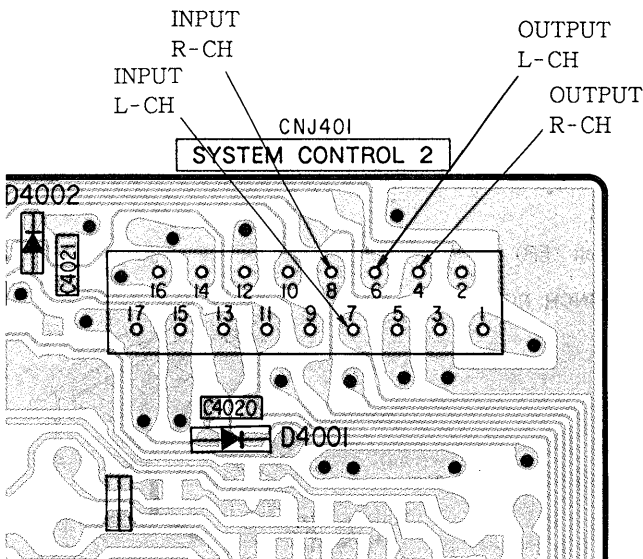 INPUT
R-CH
INPUT
L-CH
OUTPUT
L-CH
OUTPUT
R-CH
CNJ401
SYSTEM CONTROL 2
D4002
C4021
16 14 12 10 8 6 4 2
17 15 13 11 9 7 5 3 1
C4020
D4001